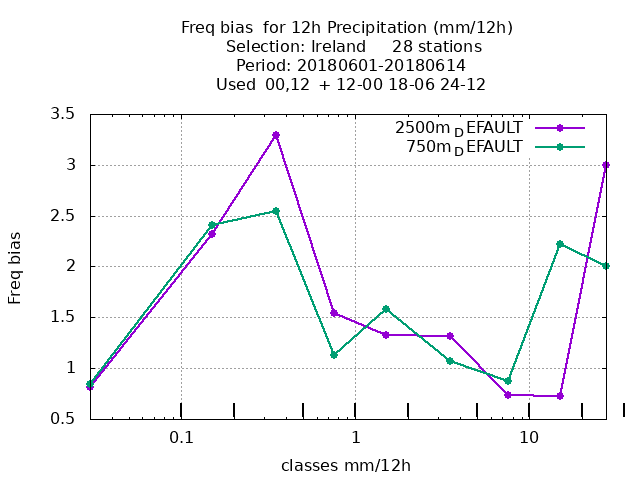 Freq bias  for 12h Precipitation (mm/12h)
Selection: Ireland     28 stations
Period: 20180601-20180614
Used  00,12  + 12-00 18-06 24-12
2500m_DEFAULT
750m_DEFAULT
3.5
3
2.5
2
1.5
1
0.5
Freq bias
0.1
1
10
classes mm/12h